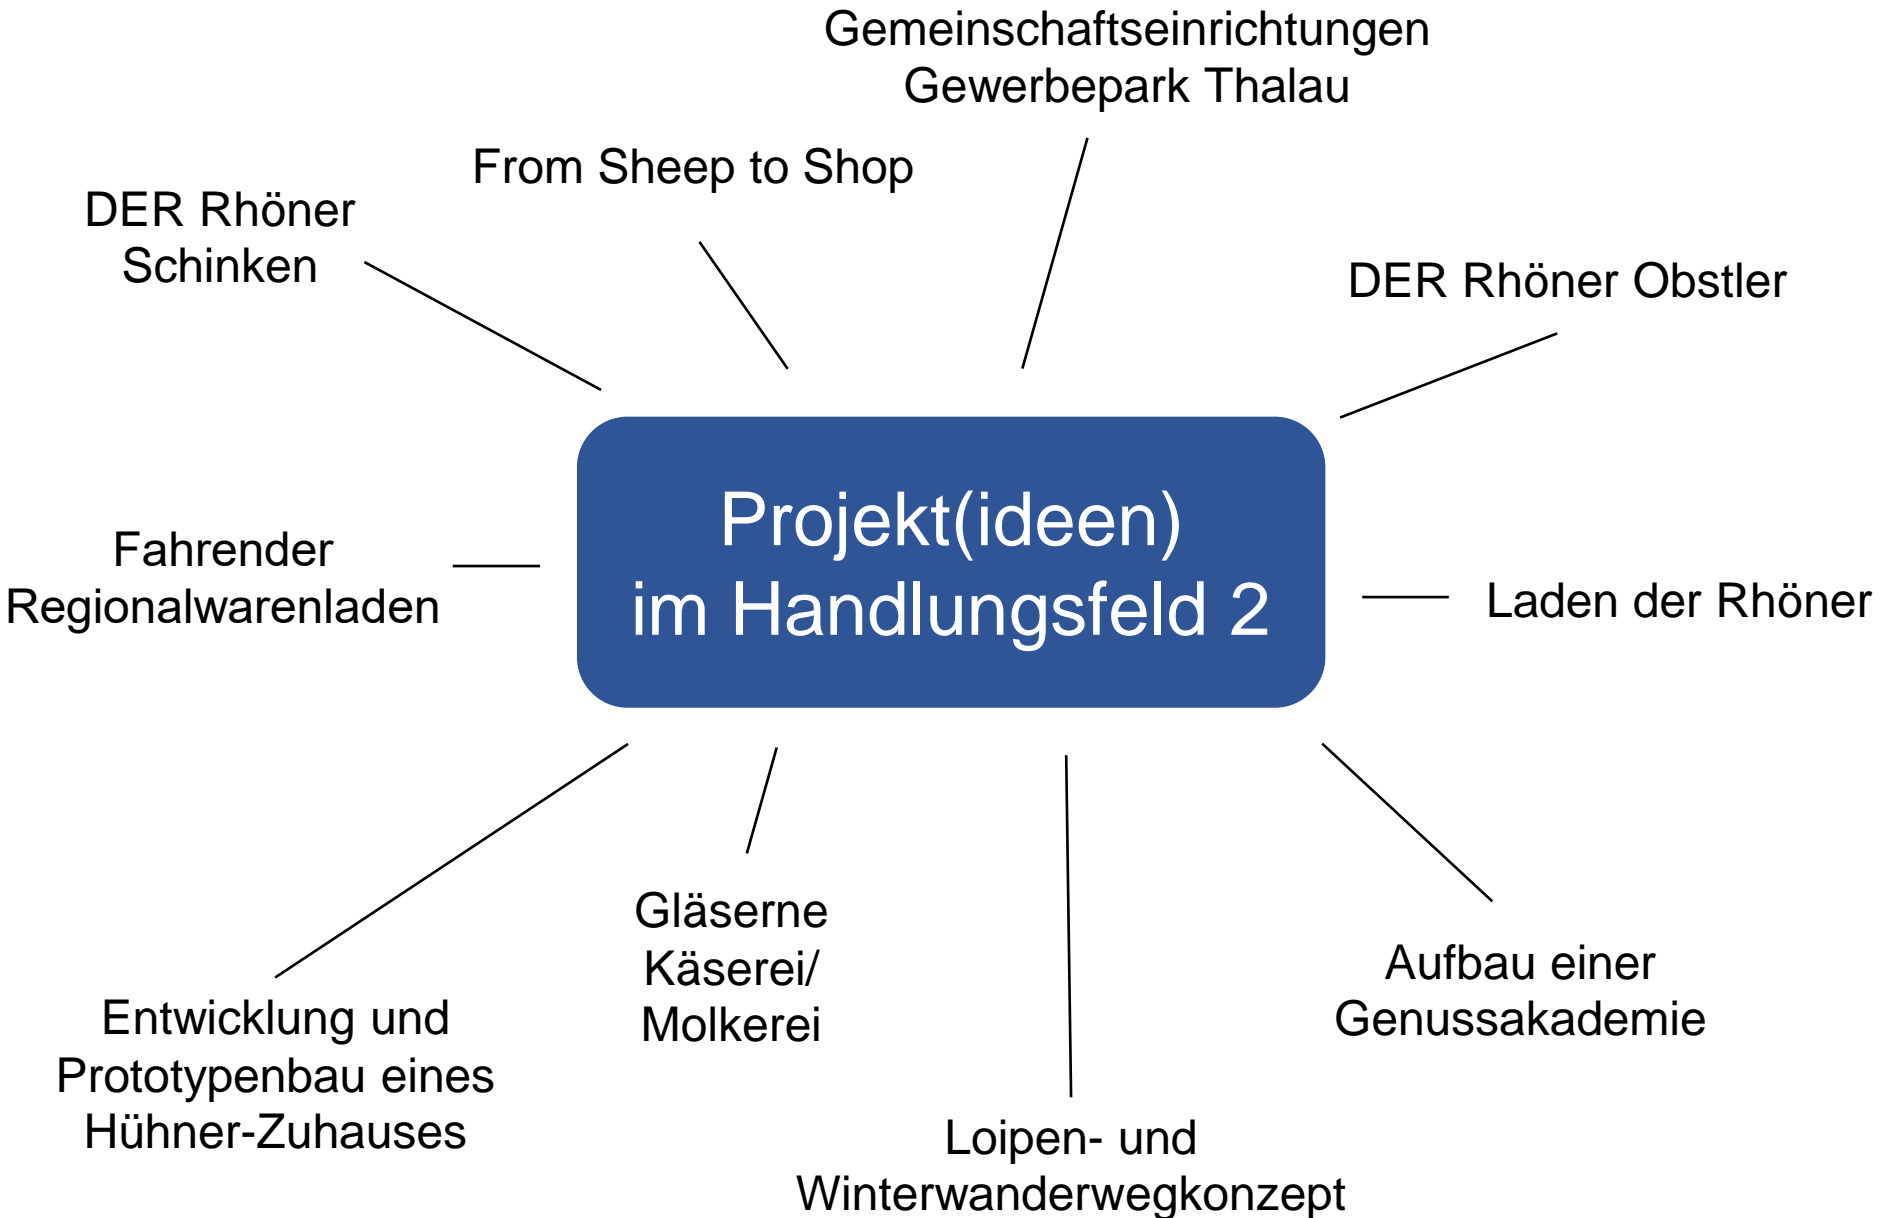 Gemeinschaftseinrichtungen
Gewerbepark Thalau
From Sheep to Shop
DER Rhöner
Schinken
DER Rhöner Obstler
Projekt(ideen)
im Handlungsfeld 2
Fahrender
Regionalwarenladen
Laden der Rhöner
Gläserne
Käserei/
Molkerei
Aufbau einer
Genussakademie
Entwicklung und
Prototypenbau eines
Hühner-Zuhauses
Loipen- und
Winterwanderwegkonzept